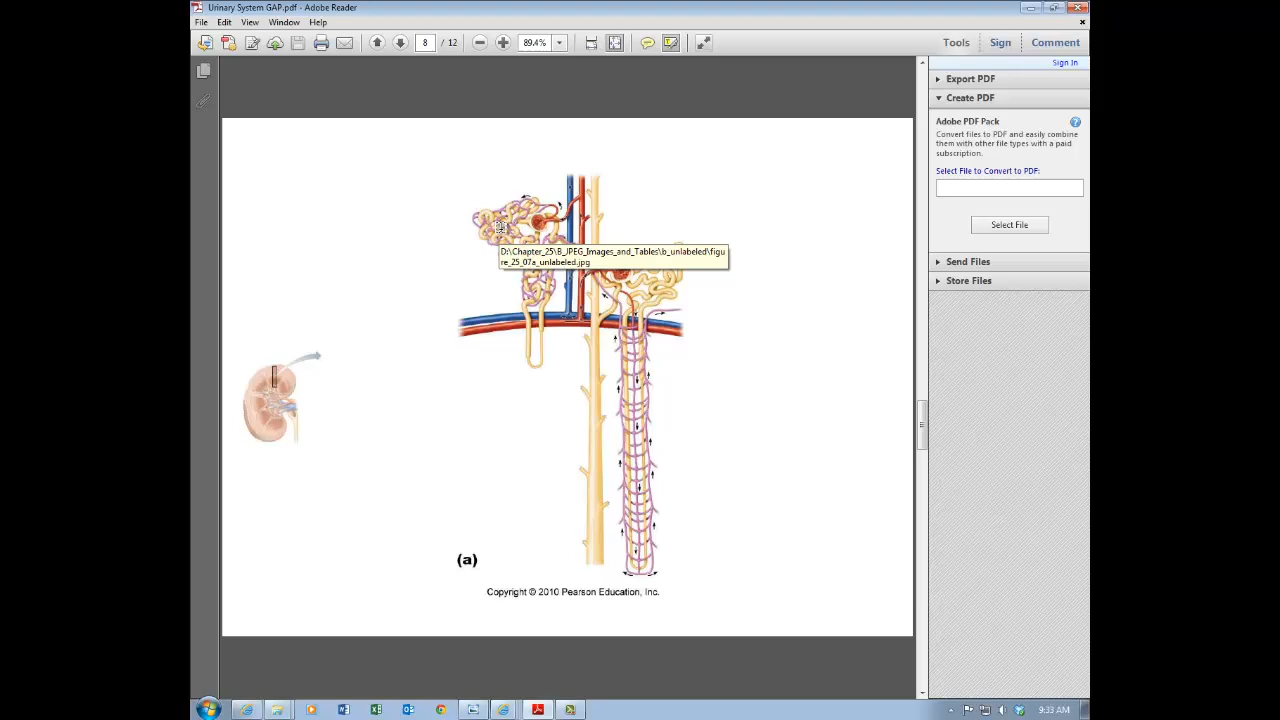 Urinary System GAP.pdf - Adobe Reader
File Edit View Window Help
8 / 12 89.4% Tools Sign Comment
Sign In
Export PDF
Create PDF
Adobe PDF Pack
Convert files to PDF and easily combine
them with other file types with a paid
subscription.
Select File to Convert to PDF:
Select File
Send Files
Store Files
D:\Chapter_25\B_JPEG_Images_and_Tables\b_unlabeled\figu
re_25_07a_unlabeled.jpg
(a)
Copyright © 2010 Pearson Education, Inc.
9:33 AM